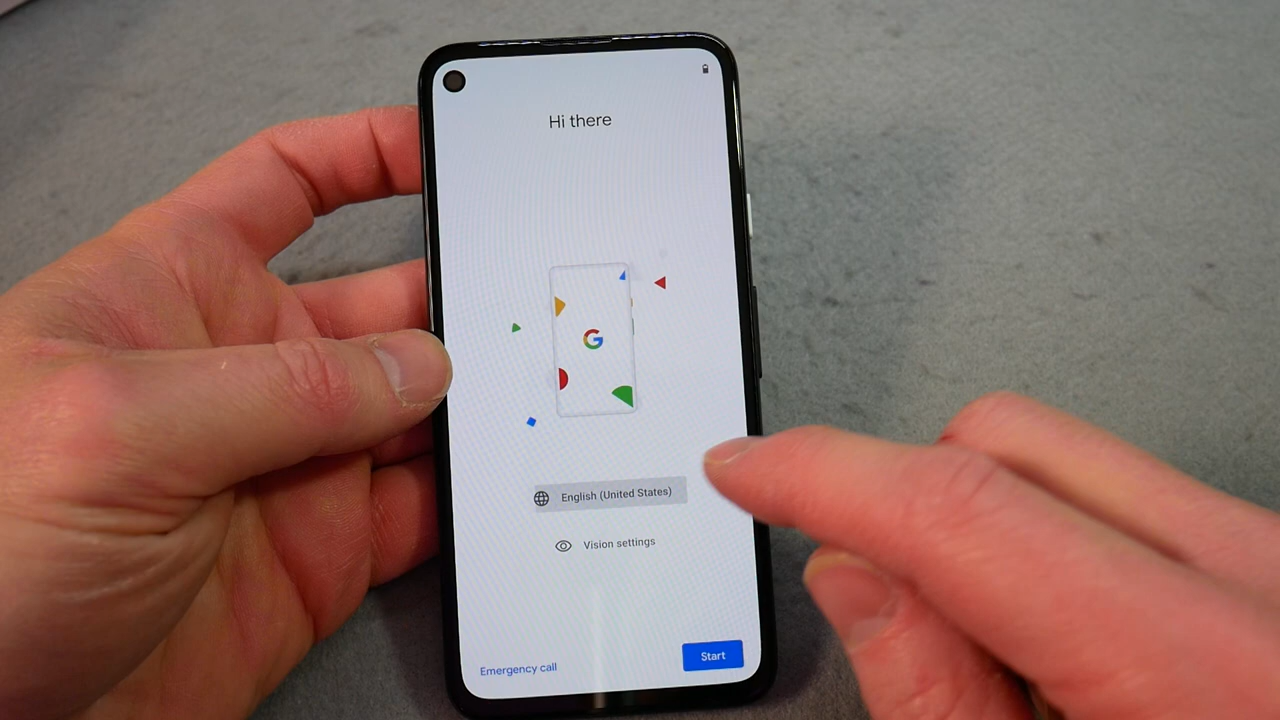 Hi there
G
English (United States)
Vision settings
Emergency call
Start